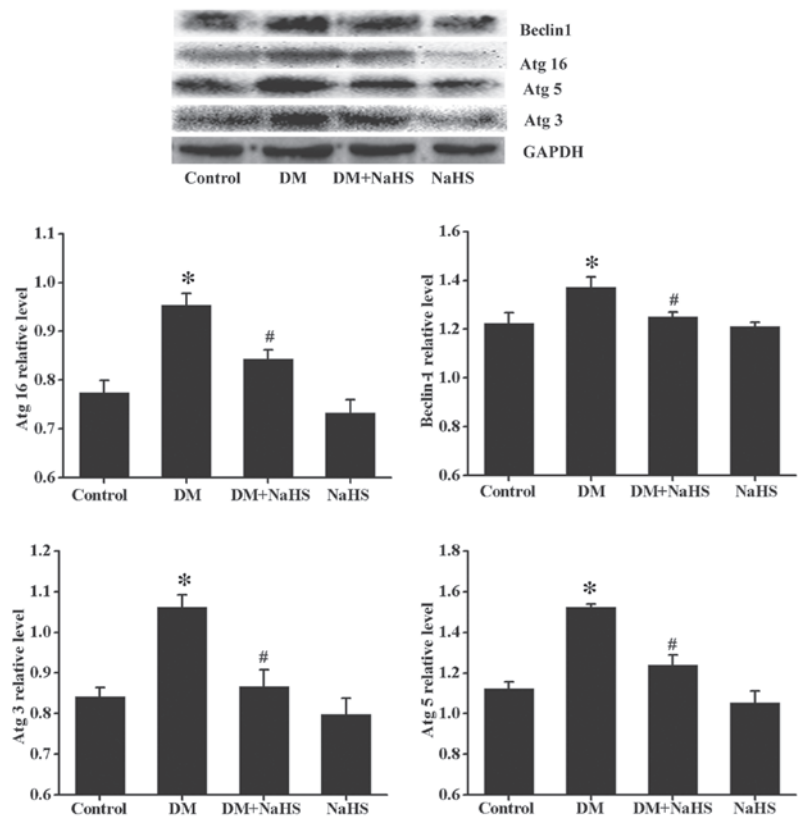 Beclin1
Atg 16
Atg 5
Atg 3
GAPDH
Control DM DM+NaHS NaHS
Atg 16 relative level
1.1
1.0
0.9
0.8
0.7
0.6
*
#
Control DM DM+NaHS NaHS
Beclin-1 relative level
1.6
1.4
1.2
1.0
0.8
0.6
*
#
Control DM DM+NaHS NaHS
Atg 3 relative level
1.2
1.1
1.0
0.9
0.8
0.7
0.6
*
#
Control DM DM+NaHS NaHS
Atg 5 relative level
1.8
1.6
1.4
1.2
1.0
0.8
0.6
*
#
Control DM DM+NaHS NaHS